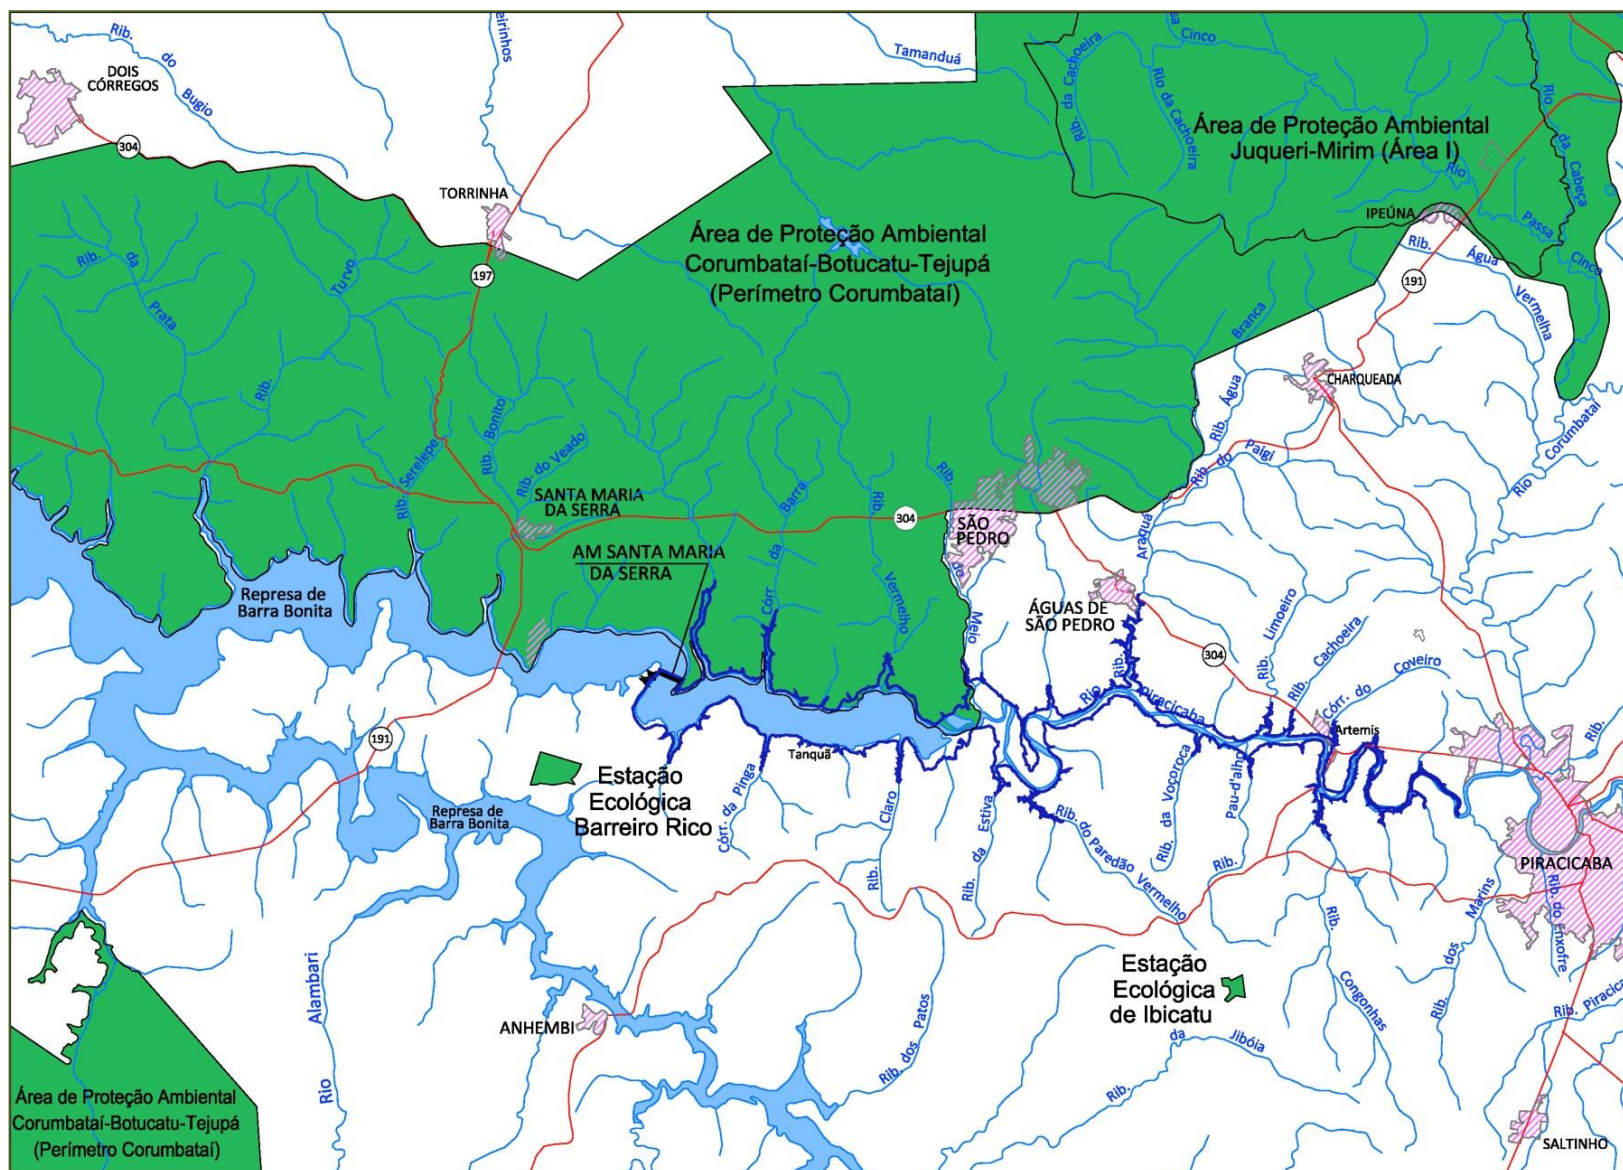 Rib. do Bugio
DOIS
CÓRREGOS
304
eirinhos
Tamanduá
Rib. da Cachoeira
sa Cinco
Rio da Cachoeira
Área de Proteção Ambiental
Juqueri-Mirim (Área I)
Rio da Cabeça
Rio Passa Cinco
IPEÚNA
TORRINHA
197
Rib. da Prata
Turvo
Rib.
Área de Proteção Ambiental
Corumbataí-Botucatu-Tejupá
(Perímetro Corumbataí)
Rib. Água Vermelha
191
Rib. Água Branca
CHARQUEADA
Rio Corumbataí
Rib. do Paigi
Rib. Serelepe
Rib. Bonito
Rib. do Veado
SANTA MARIA
DA SERRA
AM SANTA MARIA
DA SERRA
Córr da Barra
Rib. Vermelho
304
Rib. do Meio
SÃO
PEDRO
Rib. Araquá
ÁGUAS DE
SÃO PEDRO
Represa de
Barra Bonita
Rib. Limoeiro
Rib. Cachoeira
Córr. do Coveiro
304
Rio Piracicaba
Artemis
Rib.
191
Tanquã
Estação
Ecológica
Barreiro Rico
Represa de
Barra Bonita
Córr. da Pinga
Rib. Claro
Rib. da Estiva
Rib. do Paredão Vermelho
Rib. da Voçoroca
Rib. Pau-d'alho
PIRACICABA
Rib. dos Marins
Rib. do Enxofre
Rib. Congonhas
Estação
Ecológica
de Ibicatu
Rib. Piracica
Rio Alambari
ANHEMBI
Rib. dos Patos
Rib. da Jibóia
Área de Proteção Ambiental
Corumbataí-Botucatu-Tejupá
(Perímetro Corumbataí)
SALTINHO